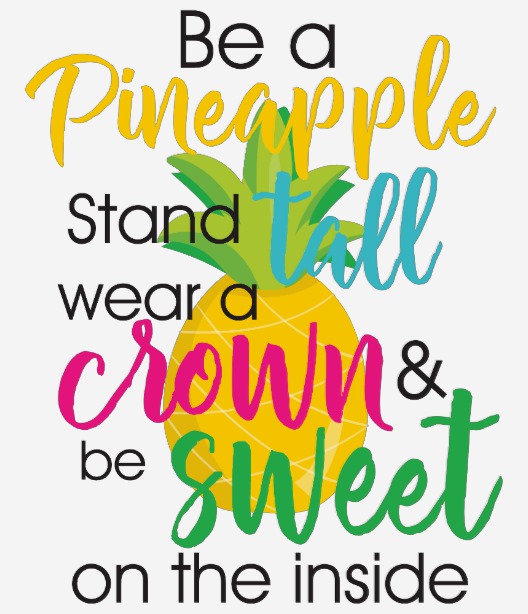 Be a
Pineapple
Stand tall
wear a
crown &
be sweet
on the inside